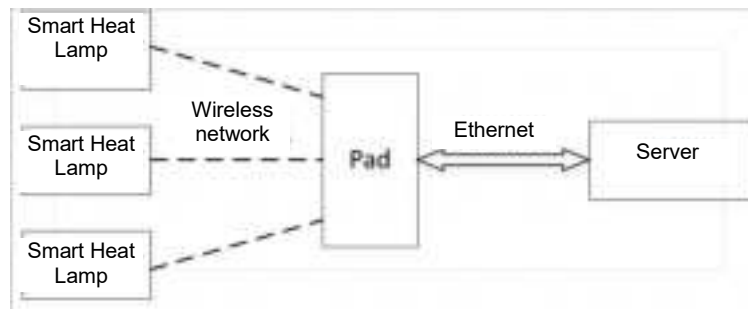 Smart Heat
Lamp
Wireless
network
Smart Heat
Lamp
Smart Heat
Lamp
Pad
Ethernet
Server